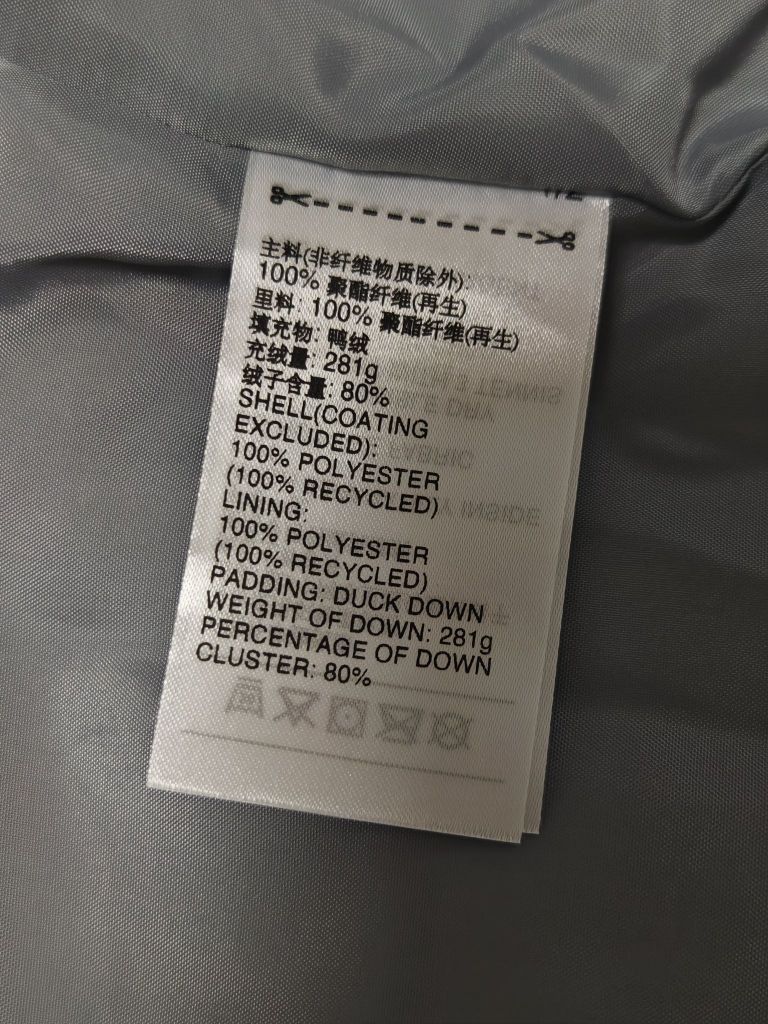 主料(非纤维物质除外):
100% 聚酯纤维(再生)
里料: 100% 聚酯纤维(再生)
填充物: 鸭绒
充绒量: 281g
绒子含量: 80%
SHELL(COATING
EXCLUDED):
100% POLYESTER
(100% RECYCLED)
LINING:
100% POLYESTER
(100% RECYCLED)
PADDING: DUCK DOWN
WEIGHT OF DOWN: 281g
PERCENTAGE OF DOWN
CLUSTER: 80%